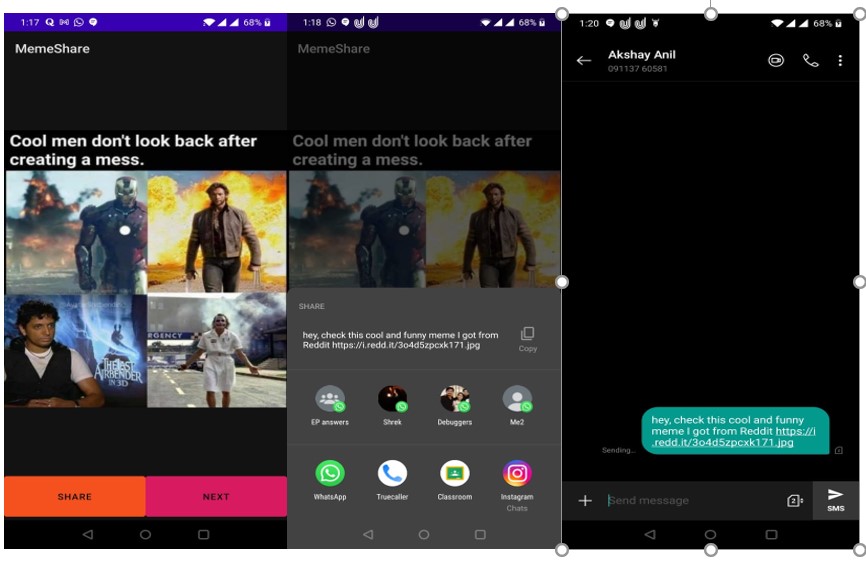 1:17
68%
MemeShare
Cool men don't look back after
creating a mess.
RGENCY
THE LAST
AIRBENDER
IN 3D
SHARE
NEXT
1:18
68%
MemeShare
Cool men don't look back after
creating a mess.
SHARE
hey, check this cool and funny meme I got from
Reddit https://i.redd.it/3o4d5zpcxk171.jpg
Copy
EP answers
Shrek
Debuggers
Me2
WhatsApp
Truecaller
Classroom
Instagram
Chats
1:20
68%
Akshay Anil
091137 60581
hey, check this cool and funny
meme I got from Reddit https://i
.redd.it/3o4d5zpcxk171.jpg
Sending...
Send message
2
SMS